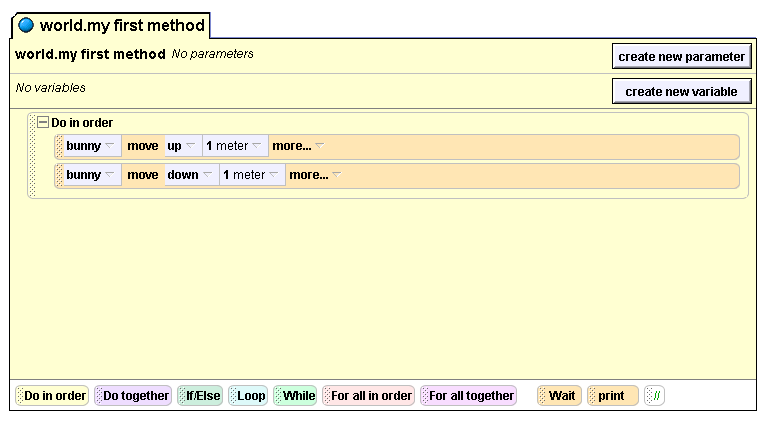 world.my first method
world.my first method No parameters create new parameter
No variables create new variable
Do in order
bunny move up 1 meter more...
bunny move down 1 meter more...
Do in order Do together If/Else Loop While For all in order For all together Wait print //